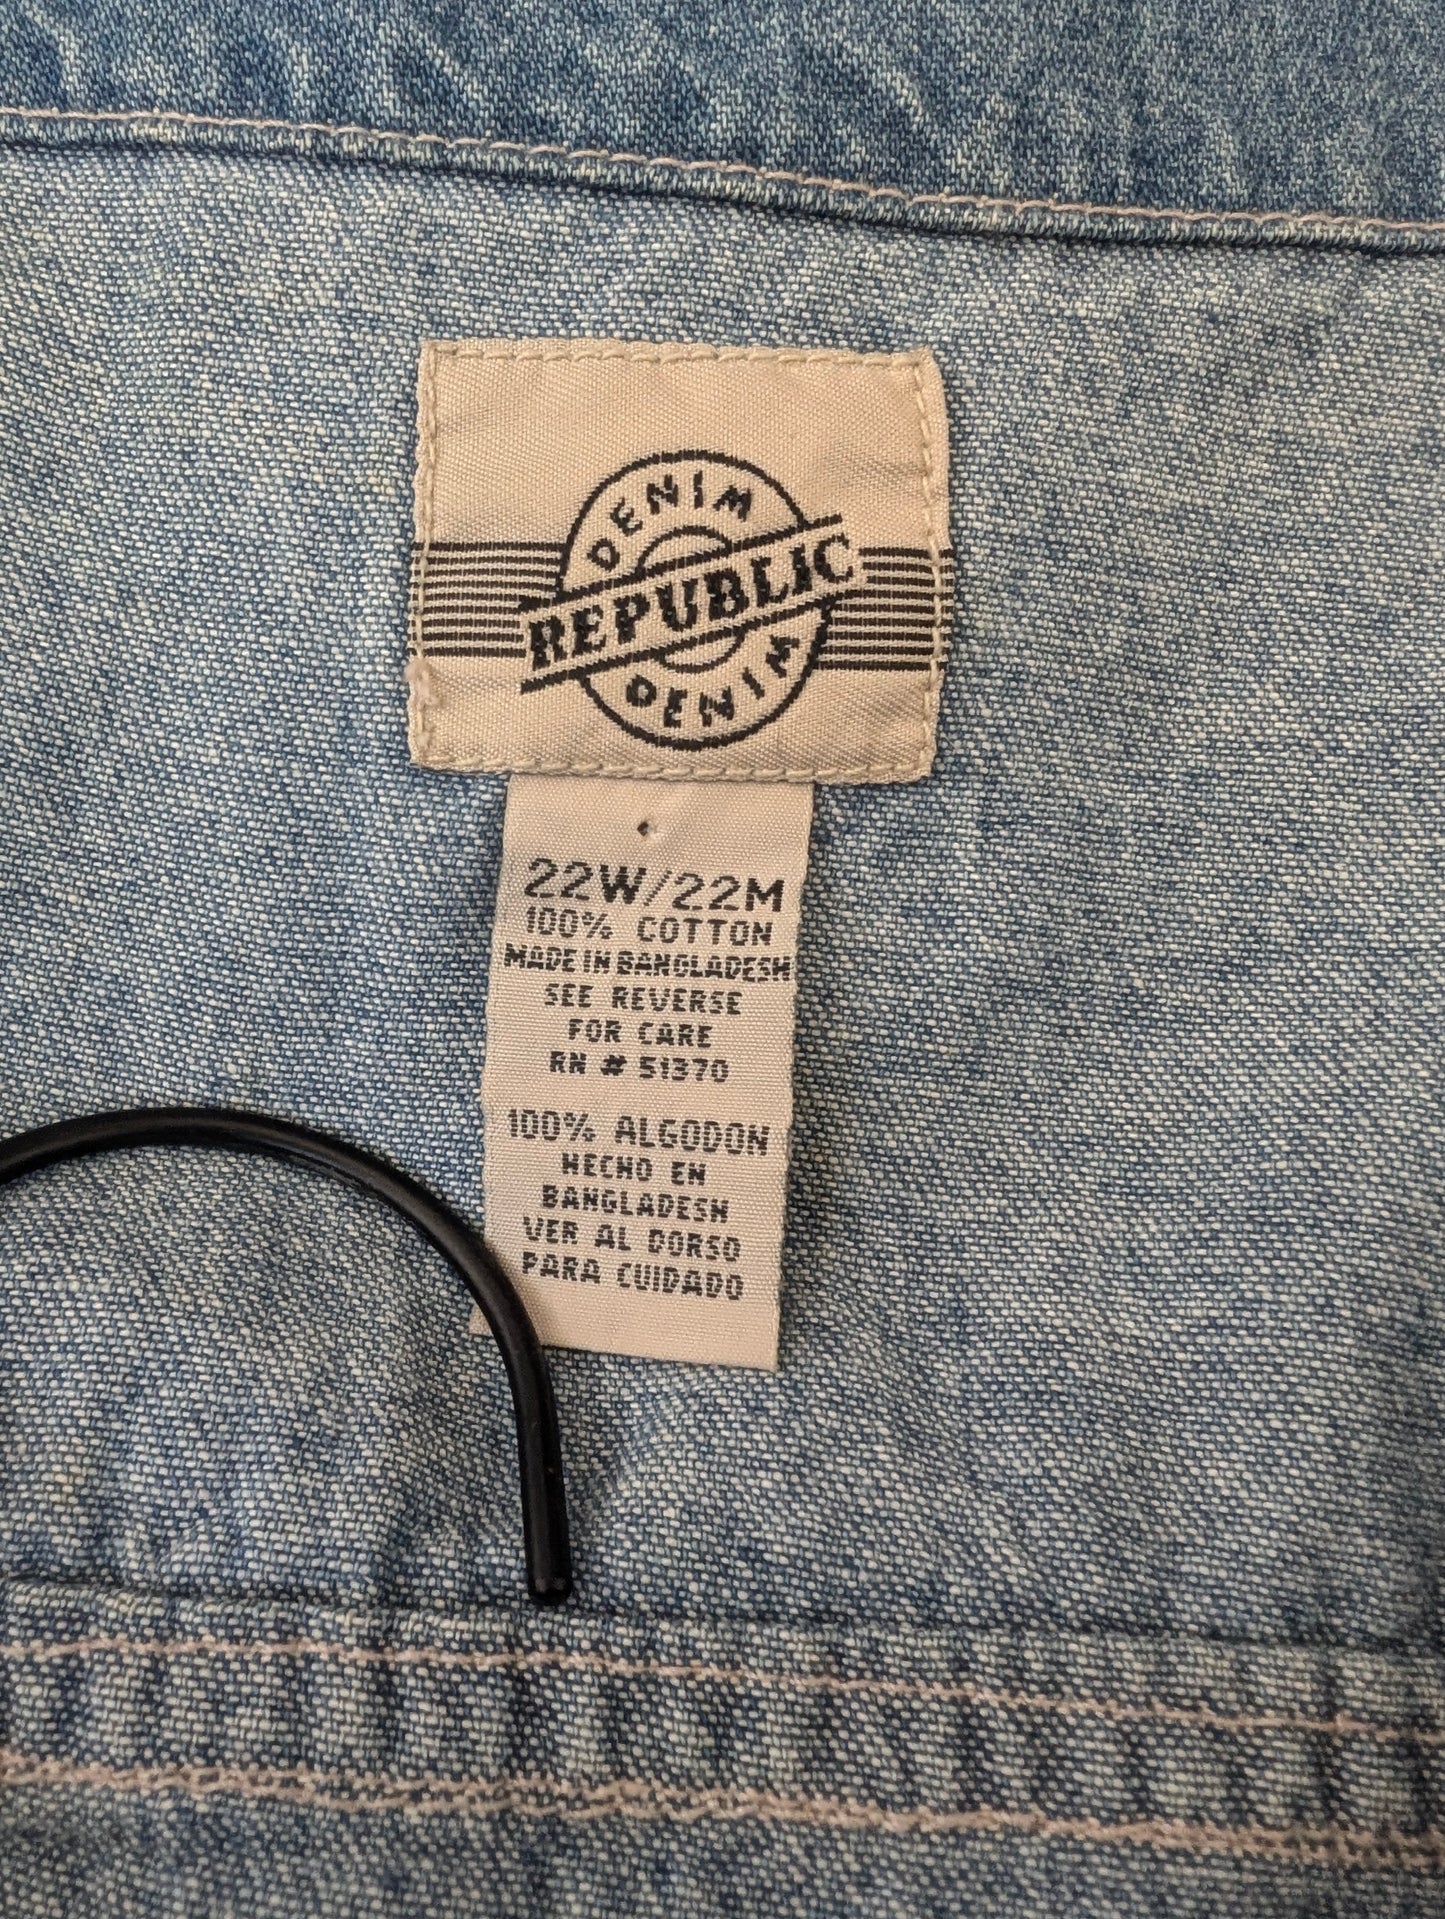 DENIM
REPUBLIC
DENIM
22W/22M
100% COTTON
MADE IN BANGLADESH
SEE REVERSE
FOR CARE
RN # 51370
100% ALGODON
HECHO EN
BANGLADESH
VER AL DORSO
PARA CUIDADO